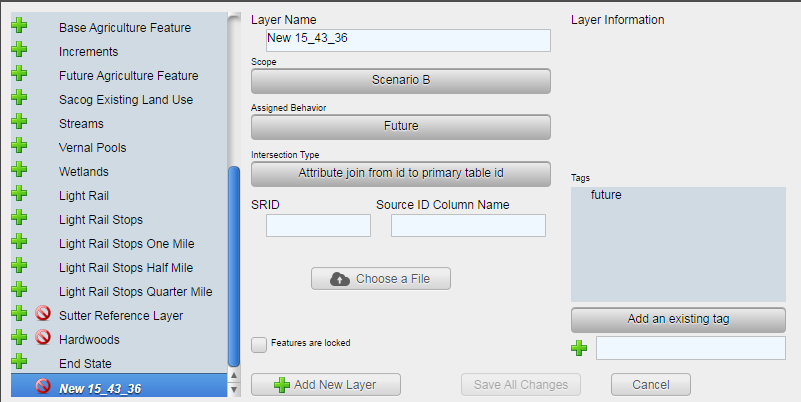 Base Agriculture Feature
Increments
Future Agriculture Feature
Sacog Existing Land Use
Streams
Vernal Pools
Wetlands
Light Rail
Light Rail Stops
Light Rail Stops One Mile
Light Rail Stops Half Mile
Light Rail Stops Quarter Mile
Sutter Reference Layer
Hardwoods
End State
New 15_43_36
Layer Name
New 15_43_36
Scope
Scenario B
Assigned Behavior
Future
Intersection Type
Attribute join from id to primary table id
SRID Source ID Column Name
Choose a File
Features are locked
Add New Layer Save All Changes Cancel
Layer Information
Tags
future
Add an existing tag